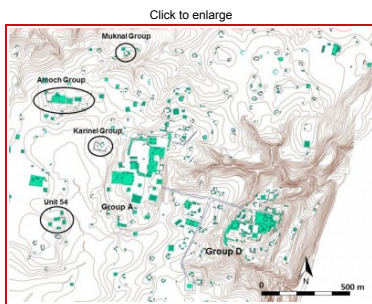 Click to enlarge
Muknal Group
Amoch Group
Karinel Group
Unit 54
Group A
Group D
N
0 500 m